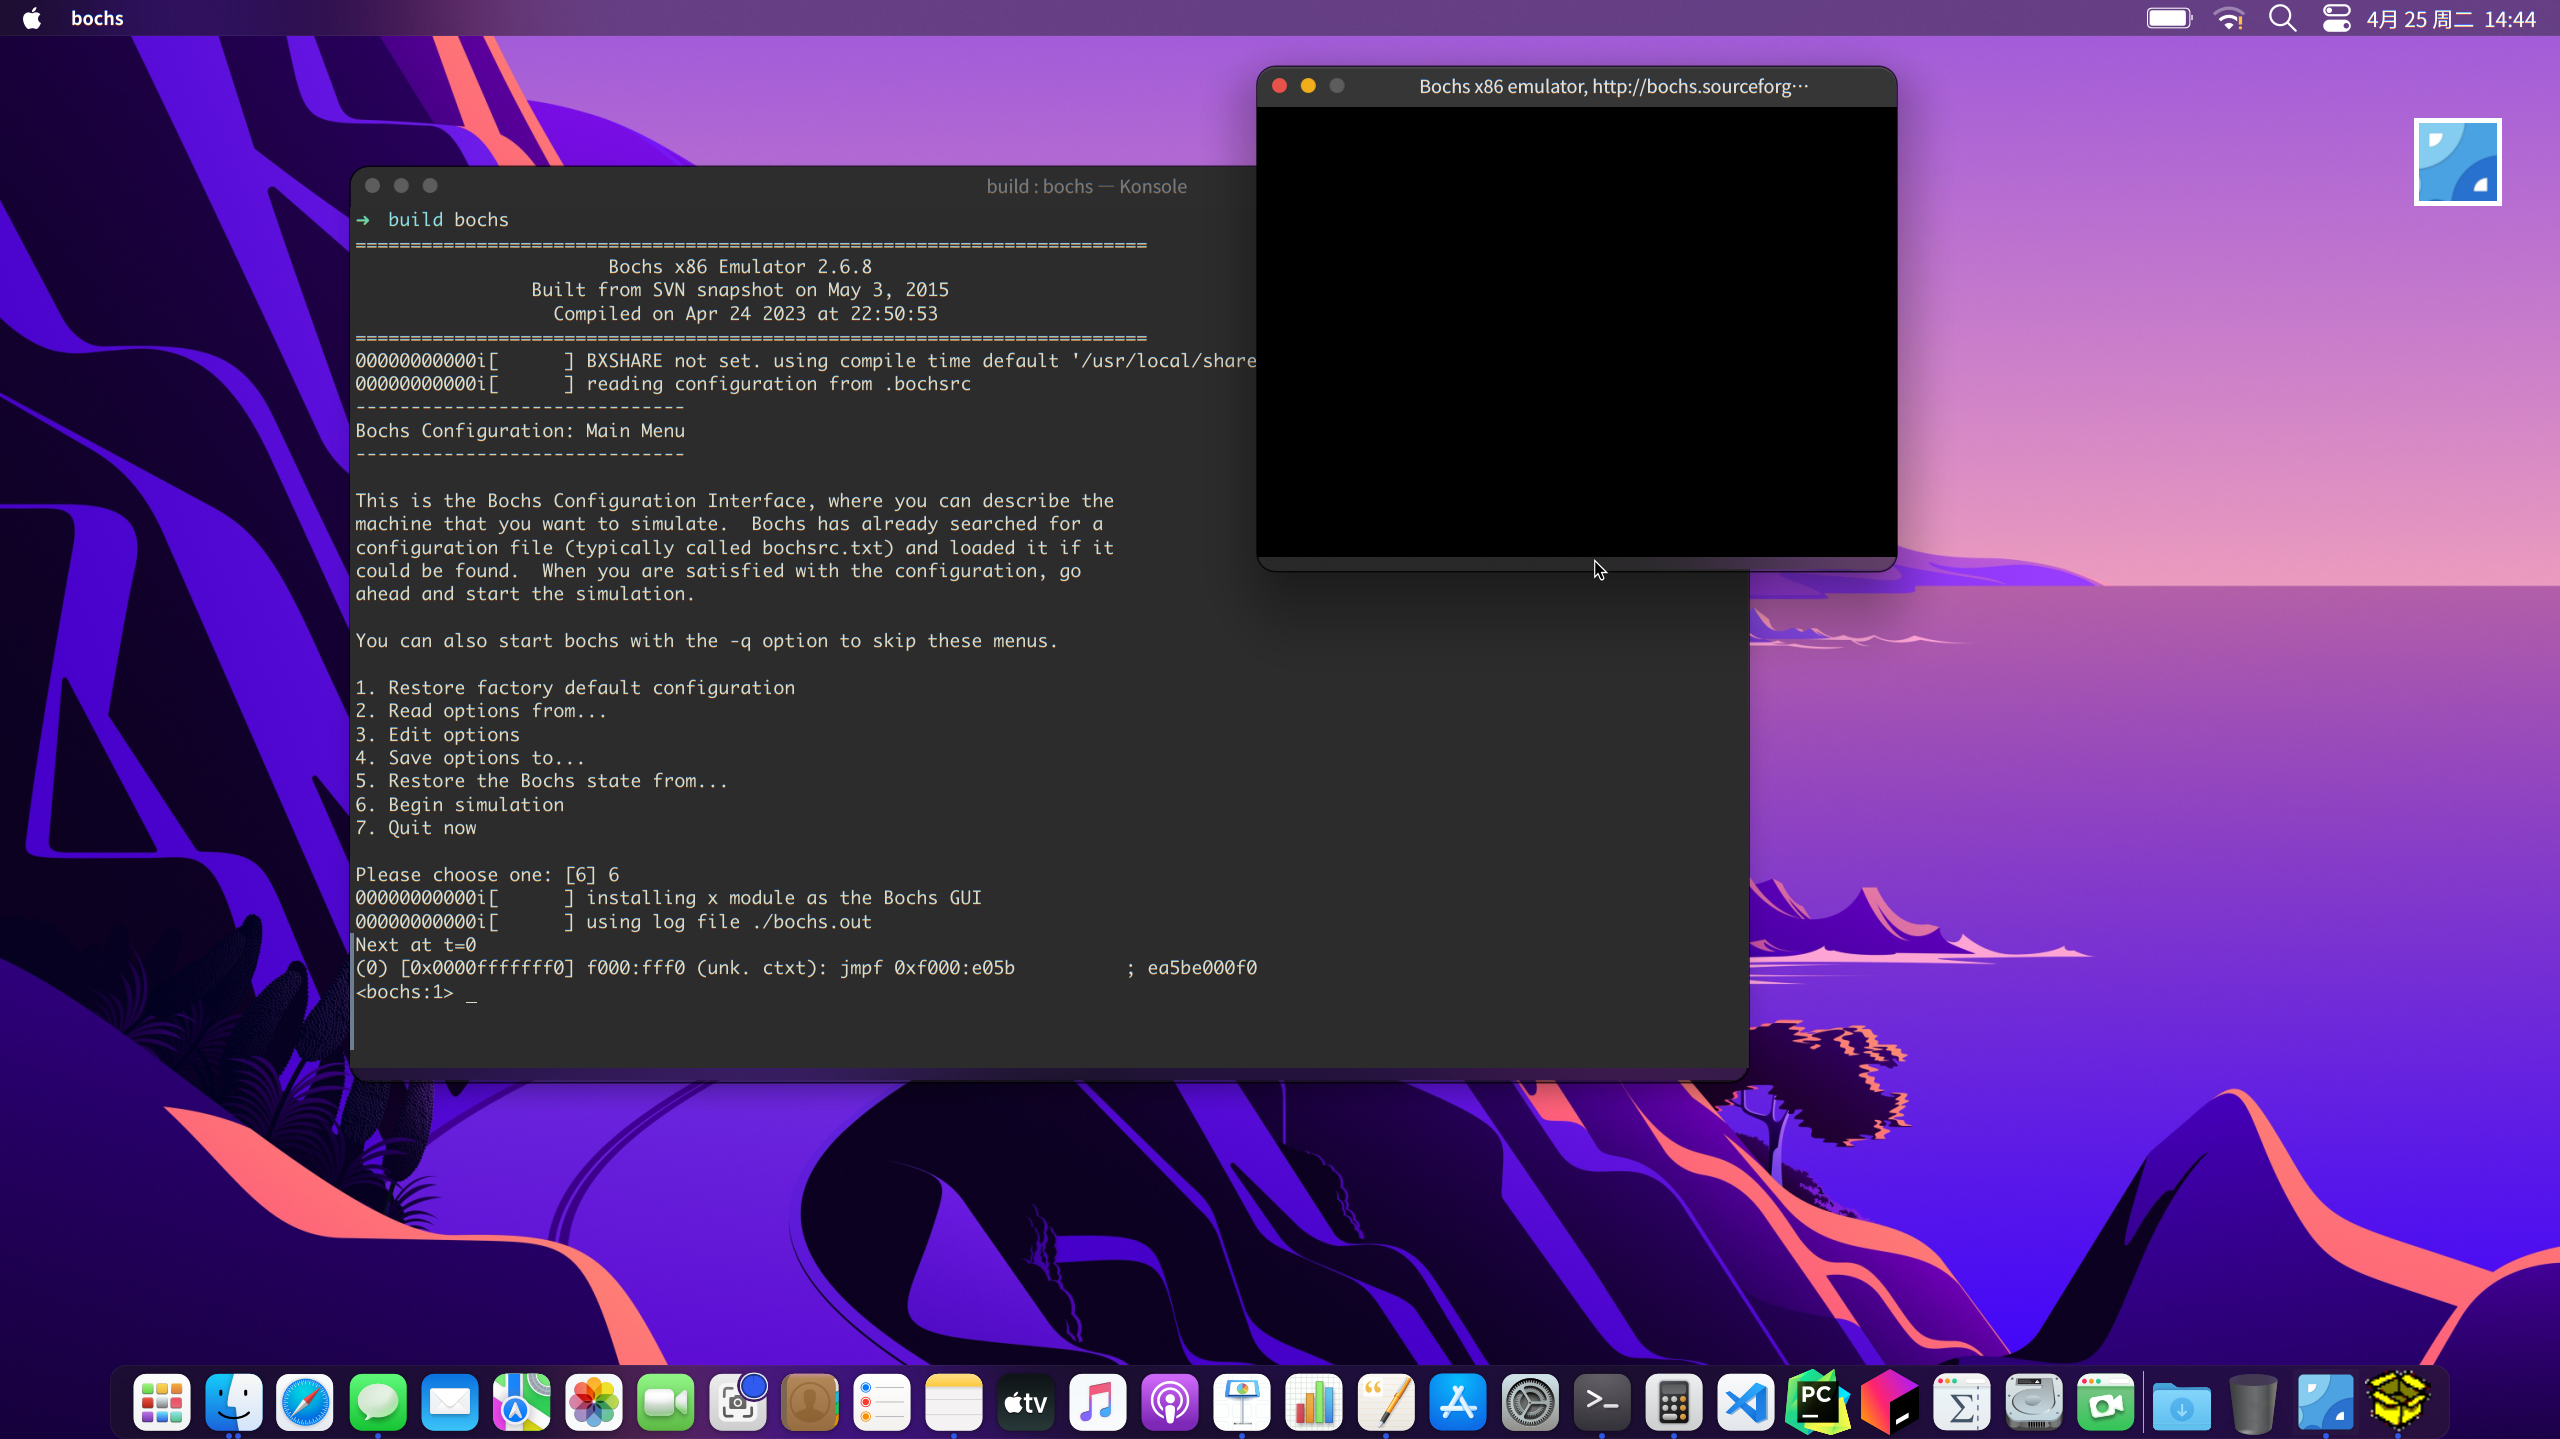 bochs
4月 25 周二 14:44
Bochs x86 emulator, http://bochs.sourceforg···
build : bochs — Konsole
➜  build bochs
========================================================================
                       Bochs x86 Emulator 2.6.8
                Built from SVN snapshot on May 3, 2015
                  Compiled on Apr 24 2023 at 22:50:53
========================================================================
00000000000i[      ] BXSHARE not set. using compile time default '/usr/local/share
00000000000i[      ] reading configuration from .bochsrc
------------------------------
Bochs Configuration: Main Menu
------------------------------
This is the Bochs Configuration Interface, where you can describe the
machine that you want to simulate.  Bochs has already searched for a
configuration file (typically called bochsrc.txt) and loaded it if it
could be found.  When you are satisfied with the configuration, go
ahead and start the simulation.
You can also start bochs with the -q option to skip these menus.
1. Restore factory default configuration
2. Read options from...
3. Edit options
4. Save options to...
5. Restore the Bochs state from...
6. Begin simulation
7. Quit now
Please choose one: [6] 6
00000000000i[      ] installing x module as the Bochs GUI
00000000000i[      ] using log file ./bochs.out
Next at t=0
(0) [0x0000fffffff0] f000:fff0 (unk. ctxt): jmpf 0xf000:e05b          ; ea5be000f0
<bochs:1> _
tv
PC